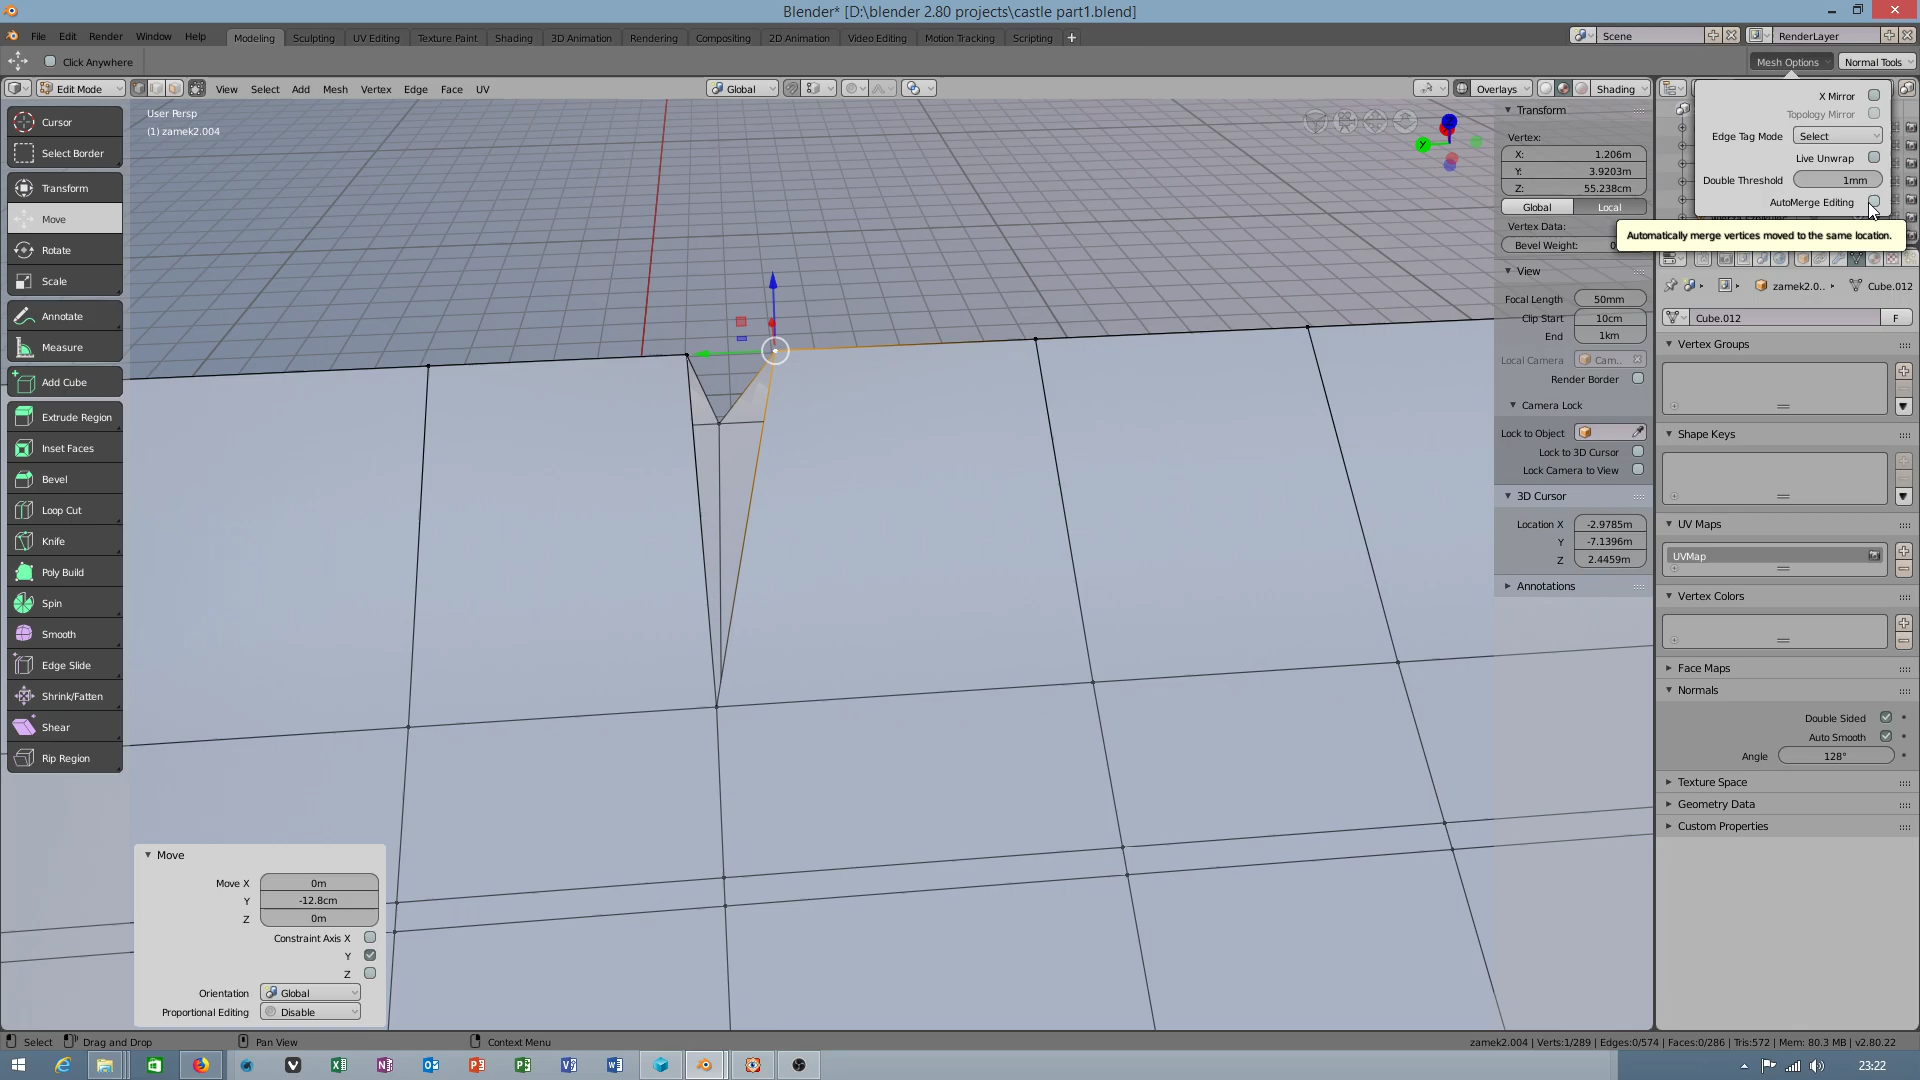 Blender* [D:\blender 2.80 projects\castle part1.blend]
File Edit Render Window Help Modeling Sculpting UV Editing Texture Paint Shading 3D Animation Rendering Compositing 2D Animation Video Editing Motion Tracking Scripting Scene RenderLayer
Click Anywhere Mesh Options Normal Tools
Edit Mode View Select Add Mesh Vertex Edge Face UV Global Overlays Shading
User Persp
(1) zamek2.004
Cursor
Select Border
Transform
Move
Rotate
Scale
Annotate
Measure
Add Cube
Extrude Region
Inset Faces
Bevel
Loop Cut
Knife
Poly Build
Spin
Smooth
Edge Slide
Shrink/Fatten
Shear
Rip Region
Z
Y
Transform
Vertex:
X: 1.206m
Y: 3.9203m
Z: 55.238cm
Global Local
Vertex Data:
Bevel Weight:
View
Focal Length 50mm
Clip Start 10cm
End 1km
Local Camera Cam..
Render Border
Camera Lock
Lock to Object
Lock to 3D Cursor
Lock Camera to View
3D Cursor
Location X -2.9785m
Y -7.1396m
Z 2.4459m
Annotations
X Mirror
Topology Mirror
Edge Tag Mode Select
Live Unwrap
Double Threshold 1mm
AutoMerge Editing
Automatically merge vertices moved to the same location.
zamek2.0.. Cube.012
Cube.012 F
Vertex Groups
Shape Keys
UV Maps
UVMap
Vertex Colors
Face Maps
Normals
Double Sided
Auto Smooth
Angle 128°
Texture Space
Geometry Data
Custom Properties
Move
Move X 0m
Y -12.8cm
Z 0m
Constraint Axis X
Y
Z
Orientation Global
Proportional Editing Disable
Select Drag and Drop Pan View Context Menu zamek2.004 | Verts:1/289 | Edges:0/574 | Faces:0/286 | Tris:572 | Mem: 80.3 MB | v2.80.22
23:22